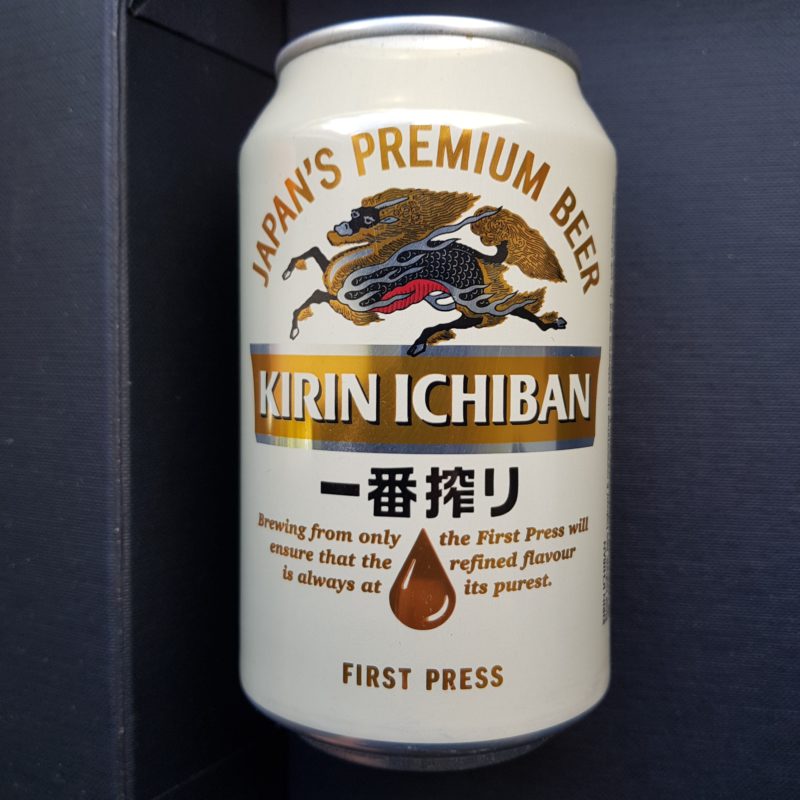 JAPAN'S PREMIUM BEER
KIRIN ICHIBAN
一番搾り
Brewing from only the First Press will
ensure that the refined flavour
is always at its purest.
FIRST PRESS